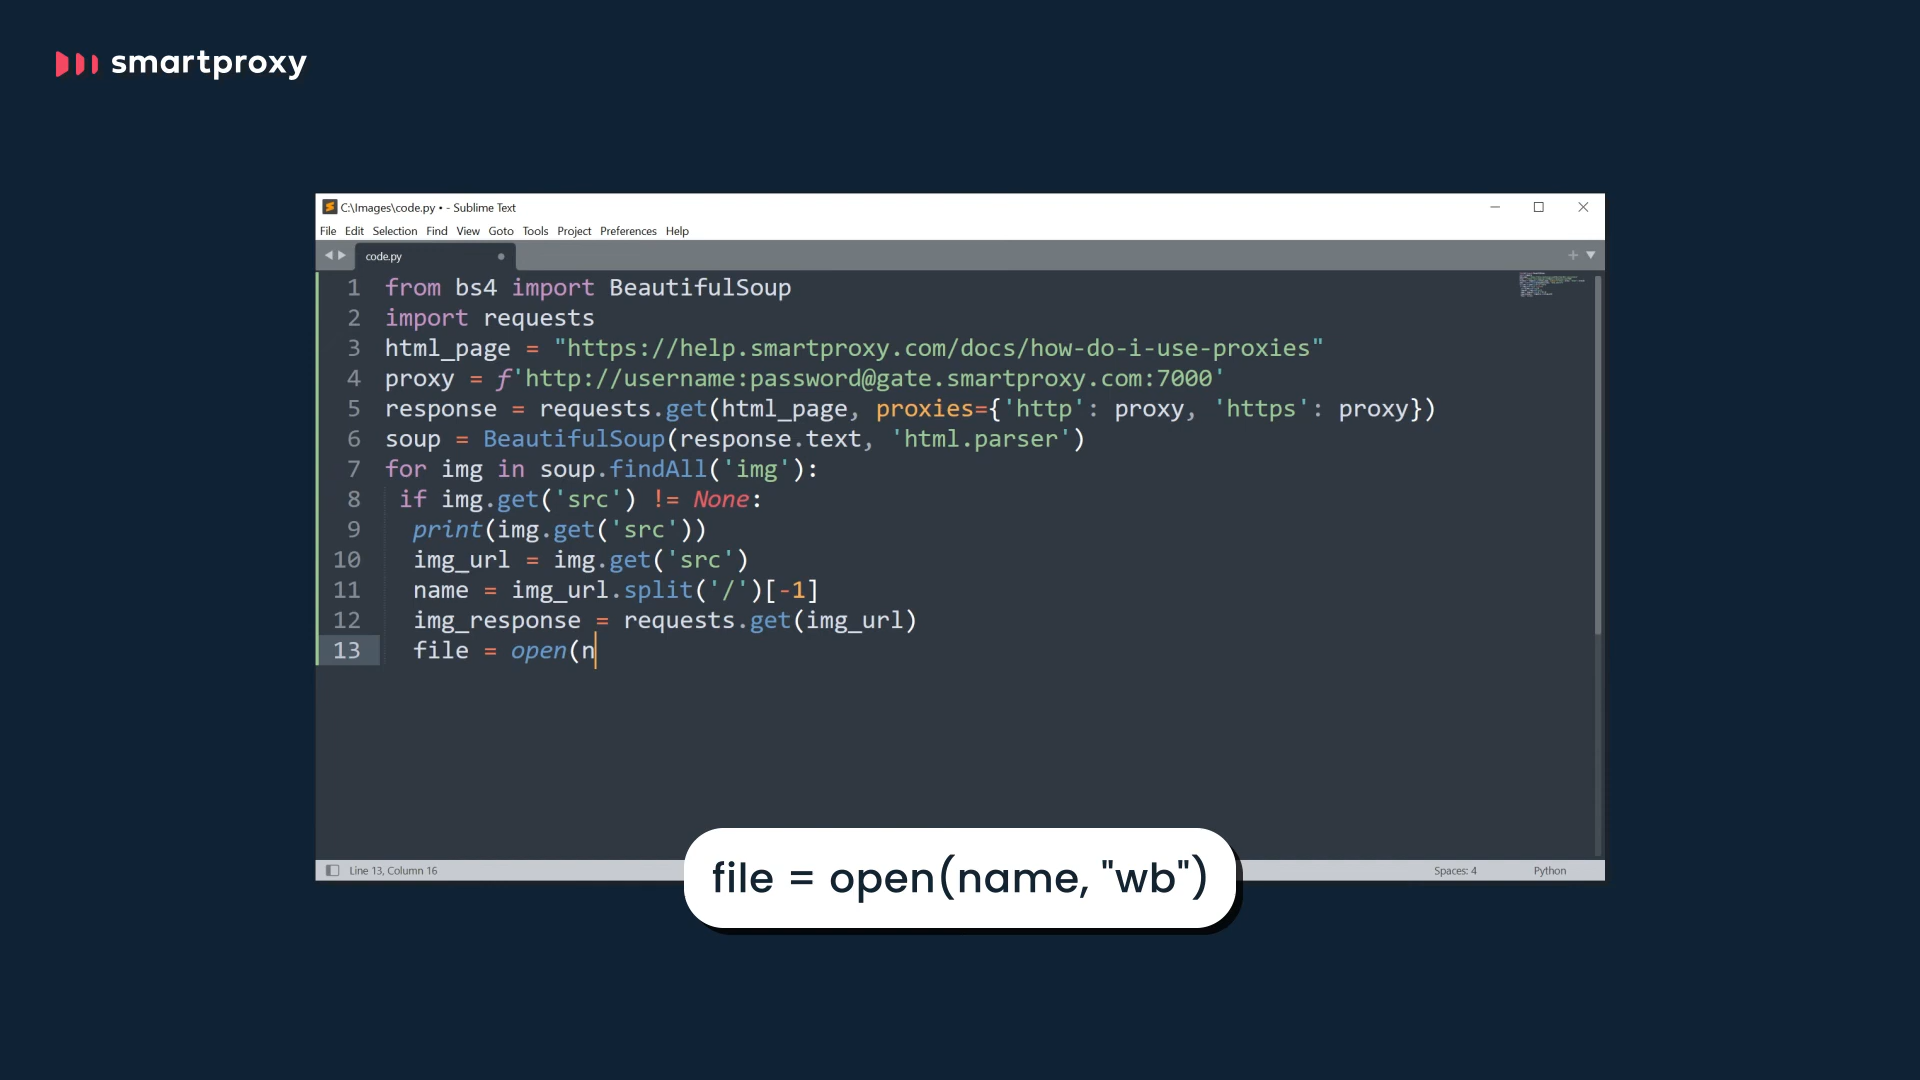 smartproxy
C:\Images\code.py • - Sublime Text
File Edit Selection Find View Goto Tools Project Preferences Help
code.py
1 from bs4 import BeautifulSoup
2 import requests
3 html_page = "https://help.smartproxy.com/docs/how-do-i-use-proxies"
4 proxy = f'http://username:password@gate.smartproxy.com:7000'
5 response = requests.get(html_page, proxies={'http': proxy, 'https': proxy})
6 soup = BeautifulSoup(response.text, 'html.parser')
7 for img in soup.findAll('img'):
8  if img.get('src') != None:
9   print(img.get('src'))
10   img_url = img.get('src')
11   name = img_url.split('/')[-1]
12   img_response = requests.get(img_url)
13   file = open(n
file = open(name, "wb")
Line 13, Column 16 Spaces: 4 Python